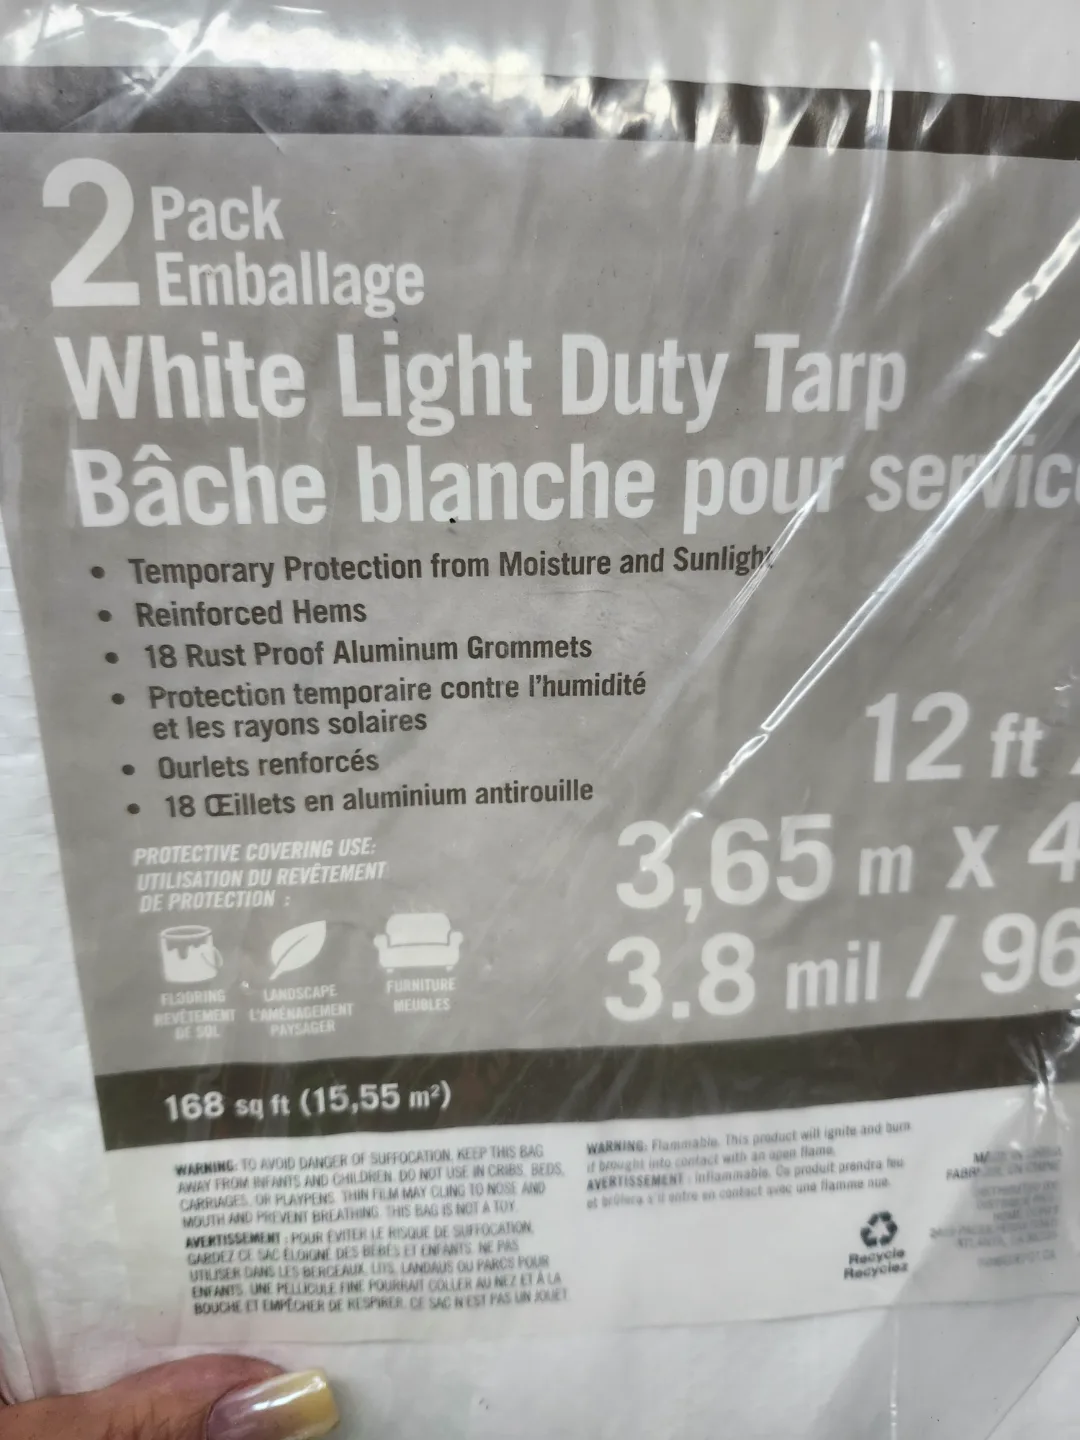 2 Pack
Emballage
White Light Duty Tarp
Bâche blanche pour service
• Temporary Protection from Moisture and Sunlight
• Reinforced Hems
• 18 Rust Proof Aluminum Grommets
• Protection temporaire contre l'humidité
et les rayons solaires
• Ourlets renforcés
• 18 Œillets en aluminium antirouille
12 ft
3,65 m x 4
3.8 mil / 96
PROTECTIVE COVERING USE:
UTILISATION DU REVÊTEMENT
DE PROTECTION :
FLOORING
REVÊTEMENT
DE SOL
LANDSCAPE
L'AMÉNAGEMENT
PAYSAGER
FURNITURE
MEUBLES
168 sq ft (15,55 m²)
WARNING: TO AVOID DANGER OF SUFFOCATION, KEEP THIS BAG
AWAY FROM INFANTS AND CHILDREN. DO NOT USE IN CRIBS, BEDS,
CARRIAGES, OR PLAYPENS. THIN FILM MAY CLING TO NOSE AND
MOUTH AND PREVENT BREATHING. THIS BAG IS NOT A TOY.
AVERTISSEMENT : POUR ÉVITER LE RISQUE DE SUFFOCATION,
GARDEZ CE SAC ÉLOIGNÉ DES BÉBÉS ET ENFANTS. NE PAS
UTILISER DANS LES BERCEAUX, LITS, LANDAUS OU PARCS POUR
ENFANTS. UNE PELLICULE FINE POURRAIT COLLER AU NEZ ET À LA
BOUCHE ET EMPÊCHER DE RESPIRER. CE SAC N'EST PAS UN JOUET.
WARNING: Flammable. This product will ignite and burn
if brought into contact with an open flame.
AVERTISSEMENT : Inflammable. Ce produit prendra feu
et brûlera s'il entre en contact avec une flamme nue.
Recycle
Recyclez